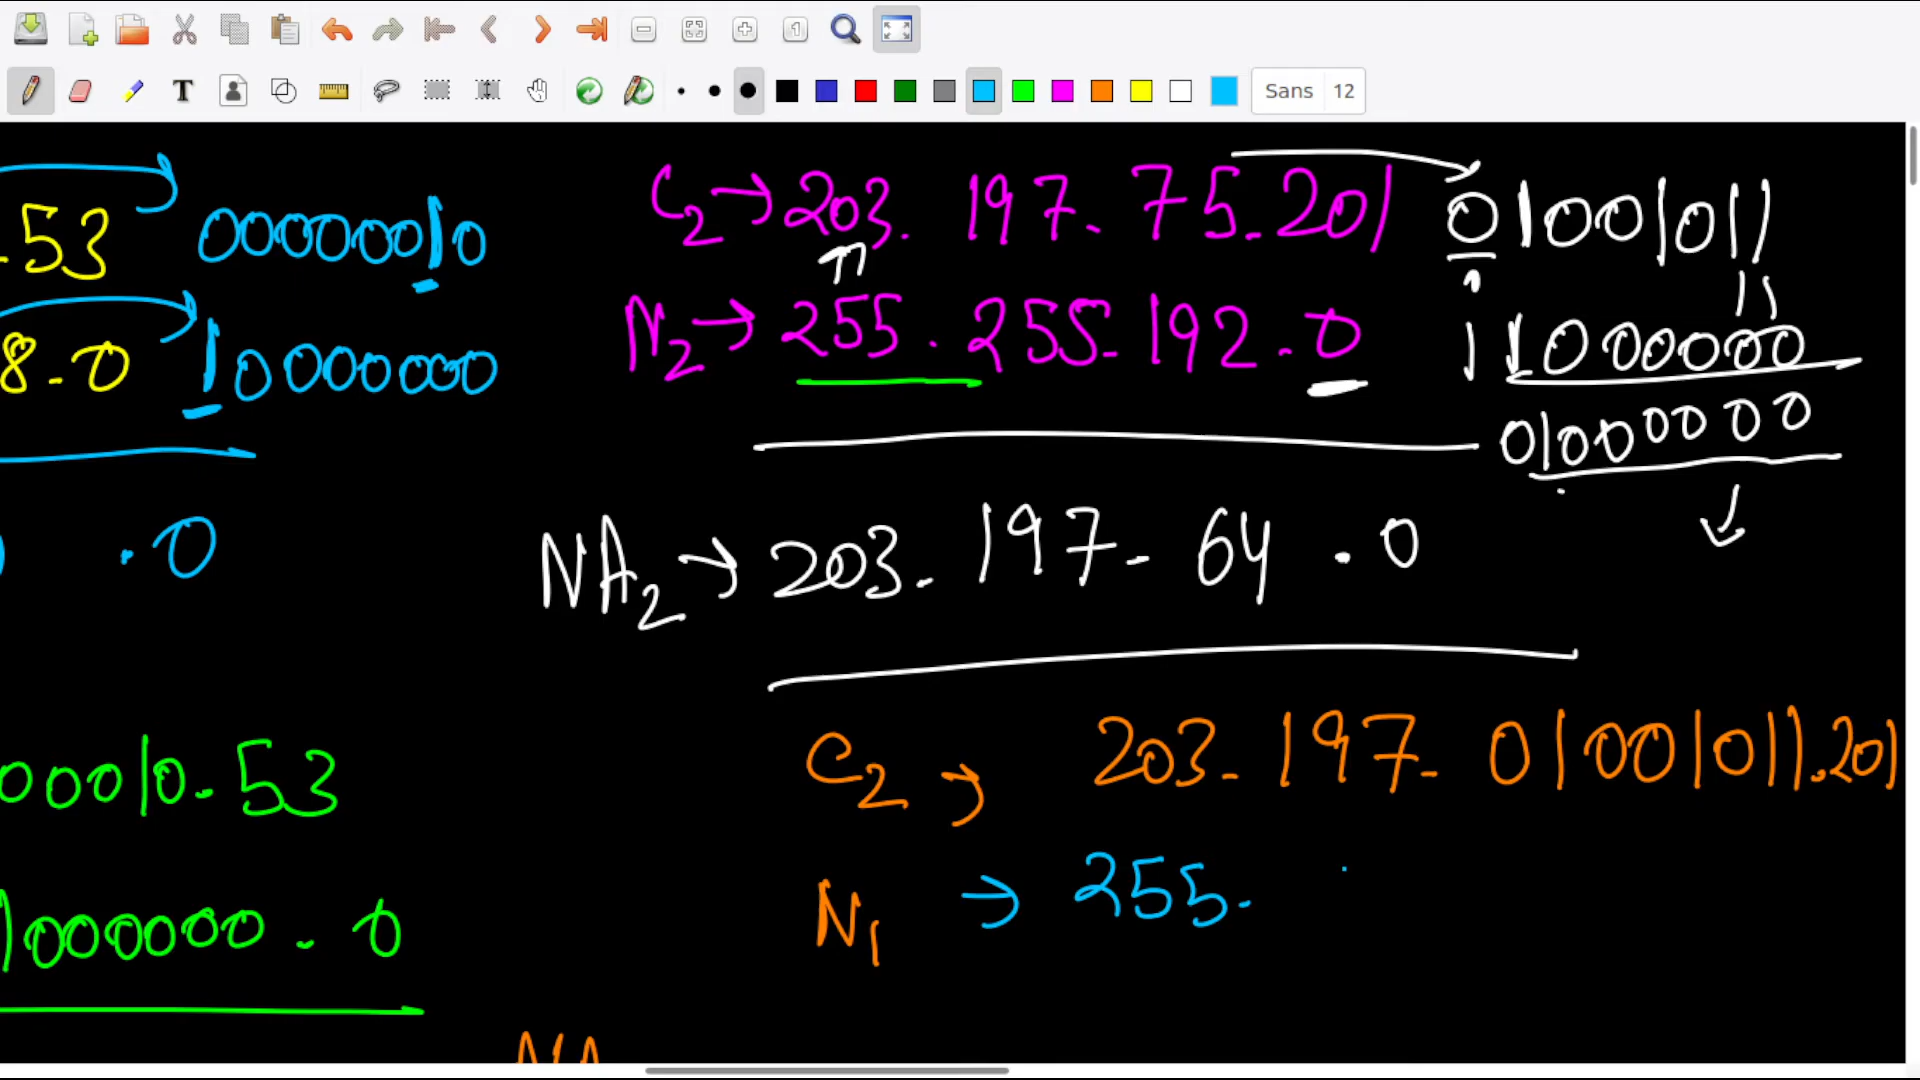 Sans 12
.53 00000010
8.0 10000000
.0
00010.53
1000000.0
C2 → 203.197.75.201 01001011
N2 → 255.255.192.0 11000000
01000000
NA2 → 203.197.64.0
C2 → 203.197.01001011.201
N1 → 255.
NA